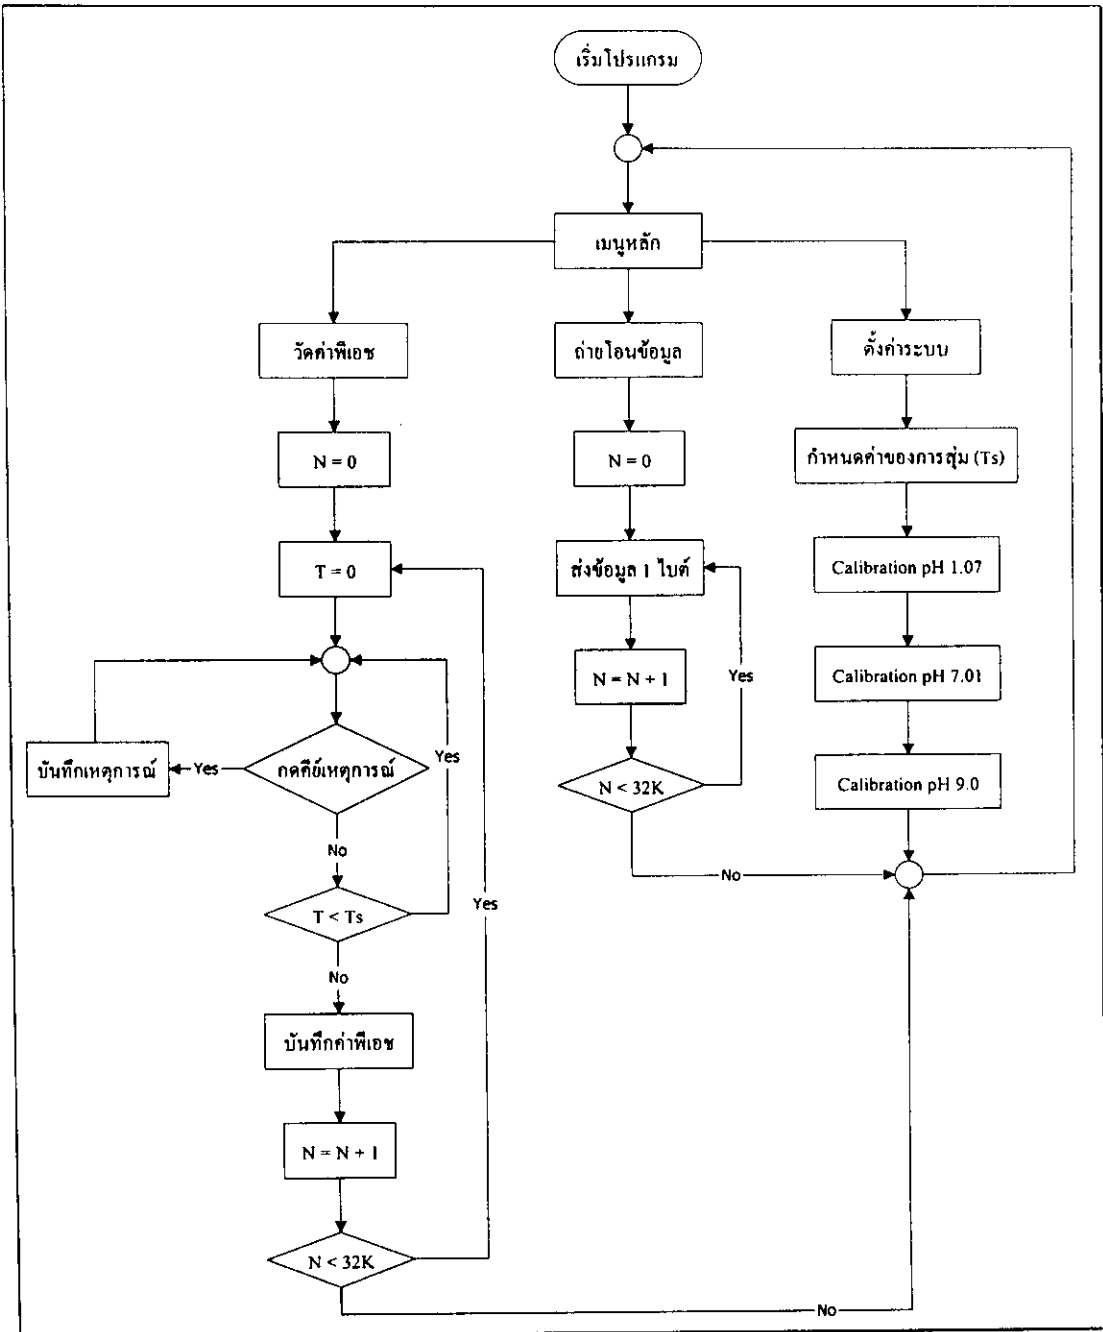 เริ่มโปรแกรม
เมนูหลัก
วัดค่าพีเอช
ถ่ายโอนข้อมูล
ตั้งค่าระบบ
N = 0
N = 0
กำหนดค่าของการสุ่ม (Ts)
T = 0
ส่งข้อมูล 1 ไบต์
Calibration pH 1.07
N = N + 1
Yes
Calibration pH 7.01
บันทึกเหตุการณ์
Yes
กดคีย์เหตุการณ์
Yes
N < 32K
Calibration pH 9.0
No
No
T < Ts
Yes
No
บันทึกค่าพีเอช
N = N + 1
N < 32K
No